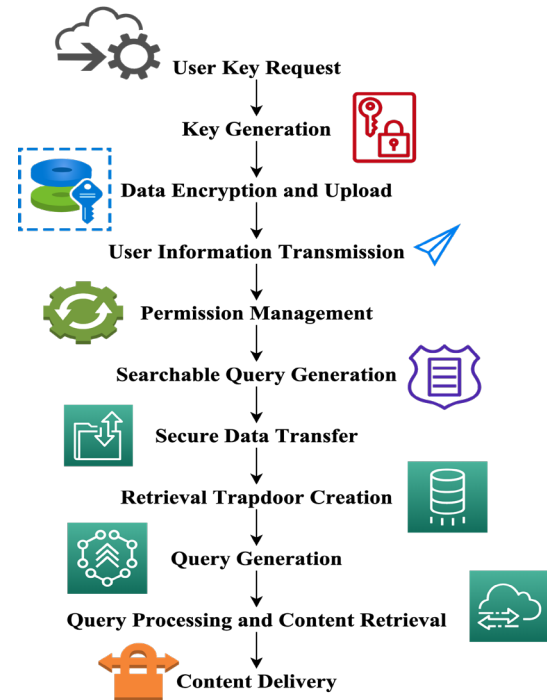 User Key Request
Key Generation
Data Encryption and Upload
User Information Transmission
Permission Management
Searchable Query Generation
Secure Data Transfer
Retrieval Trapdoor Creation
Query Generation
Query Processing and Content Retrieval
Content Delivery